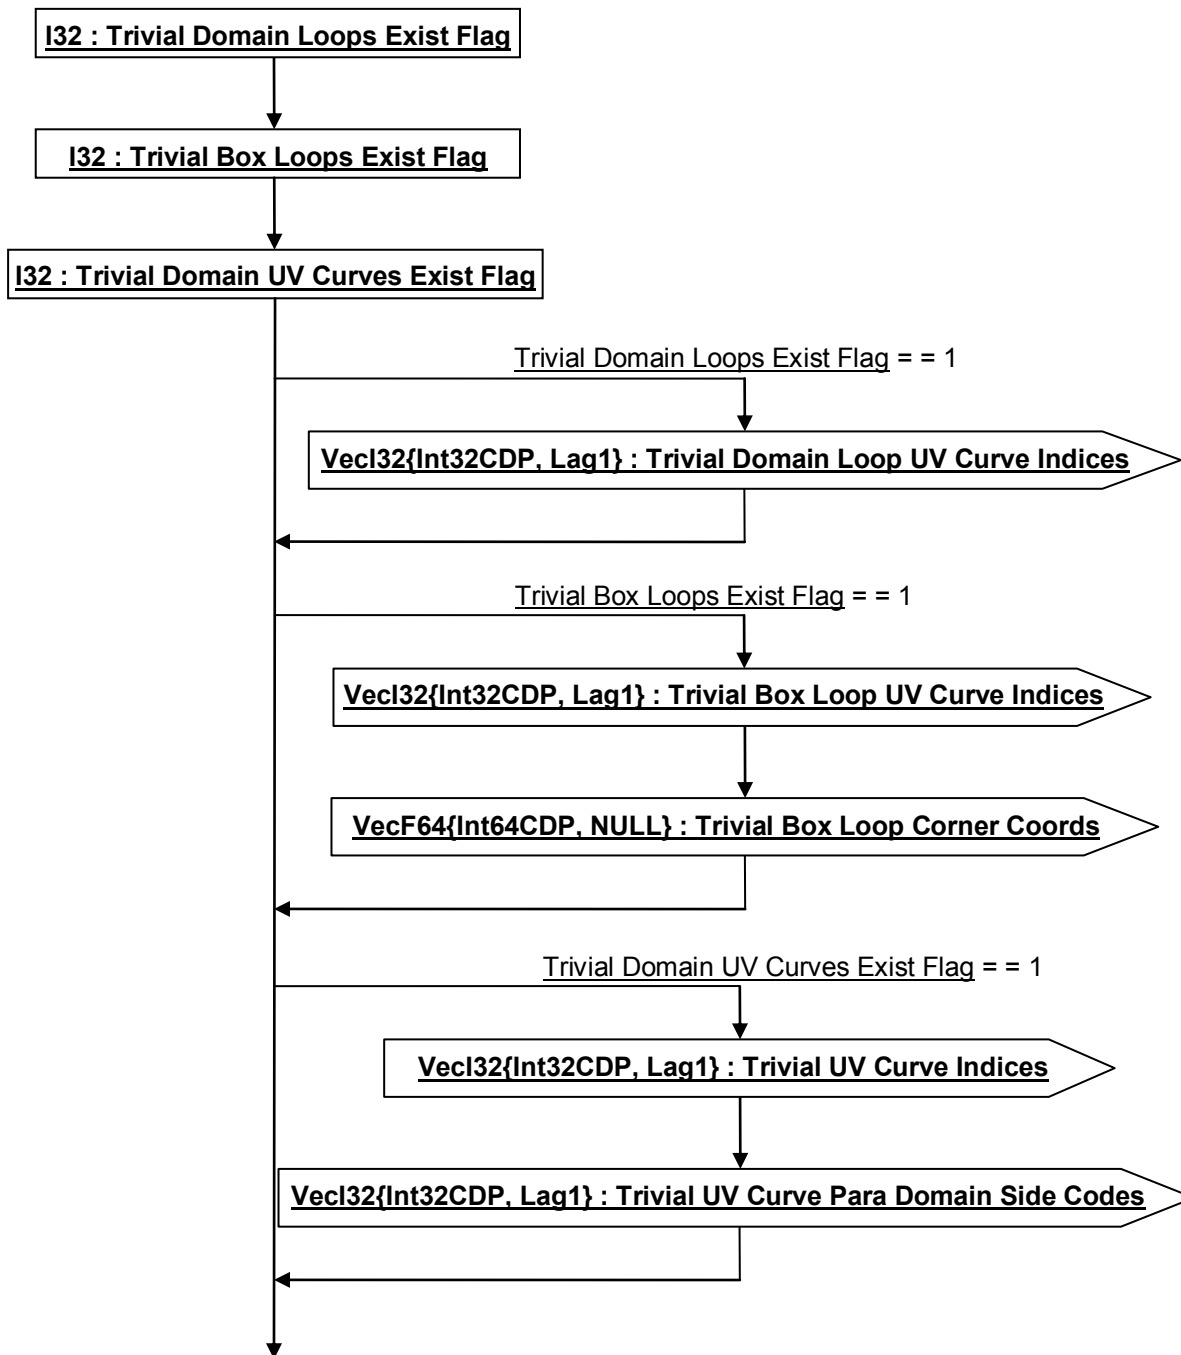 I32 : Trivial Domain Loops Exist Flag
I32 : Trivial Box Loops Exist Flag
I32 : Trivial Domain UV Curves Exist Flag
Trivial Domain Loops Exist Flag = = 1
VecI32{Int32CDP, Lag1} : Trivial Domain Loop UV Curve Indices
Trivial Box Loops Exist Flag = = 1
VecI32{Int32CDP, Lag1} : Trivial Box Loop UV Curve Indices
VecF64{Int64CDP, NULL} : Trivial Box Loop Corner Coords
Trivial Domain UV Curves Exist Flag = = 1
VecI32{Int32CDP, Lag1} : Trivial UV Curve Indices
VecI32{Int32CDP, Lag1} : Trivial UV Curve Para Domain Side Codes